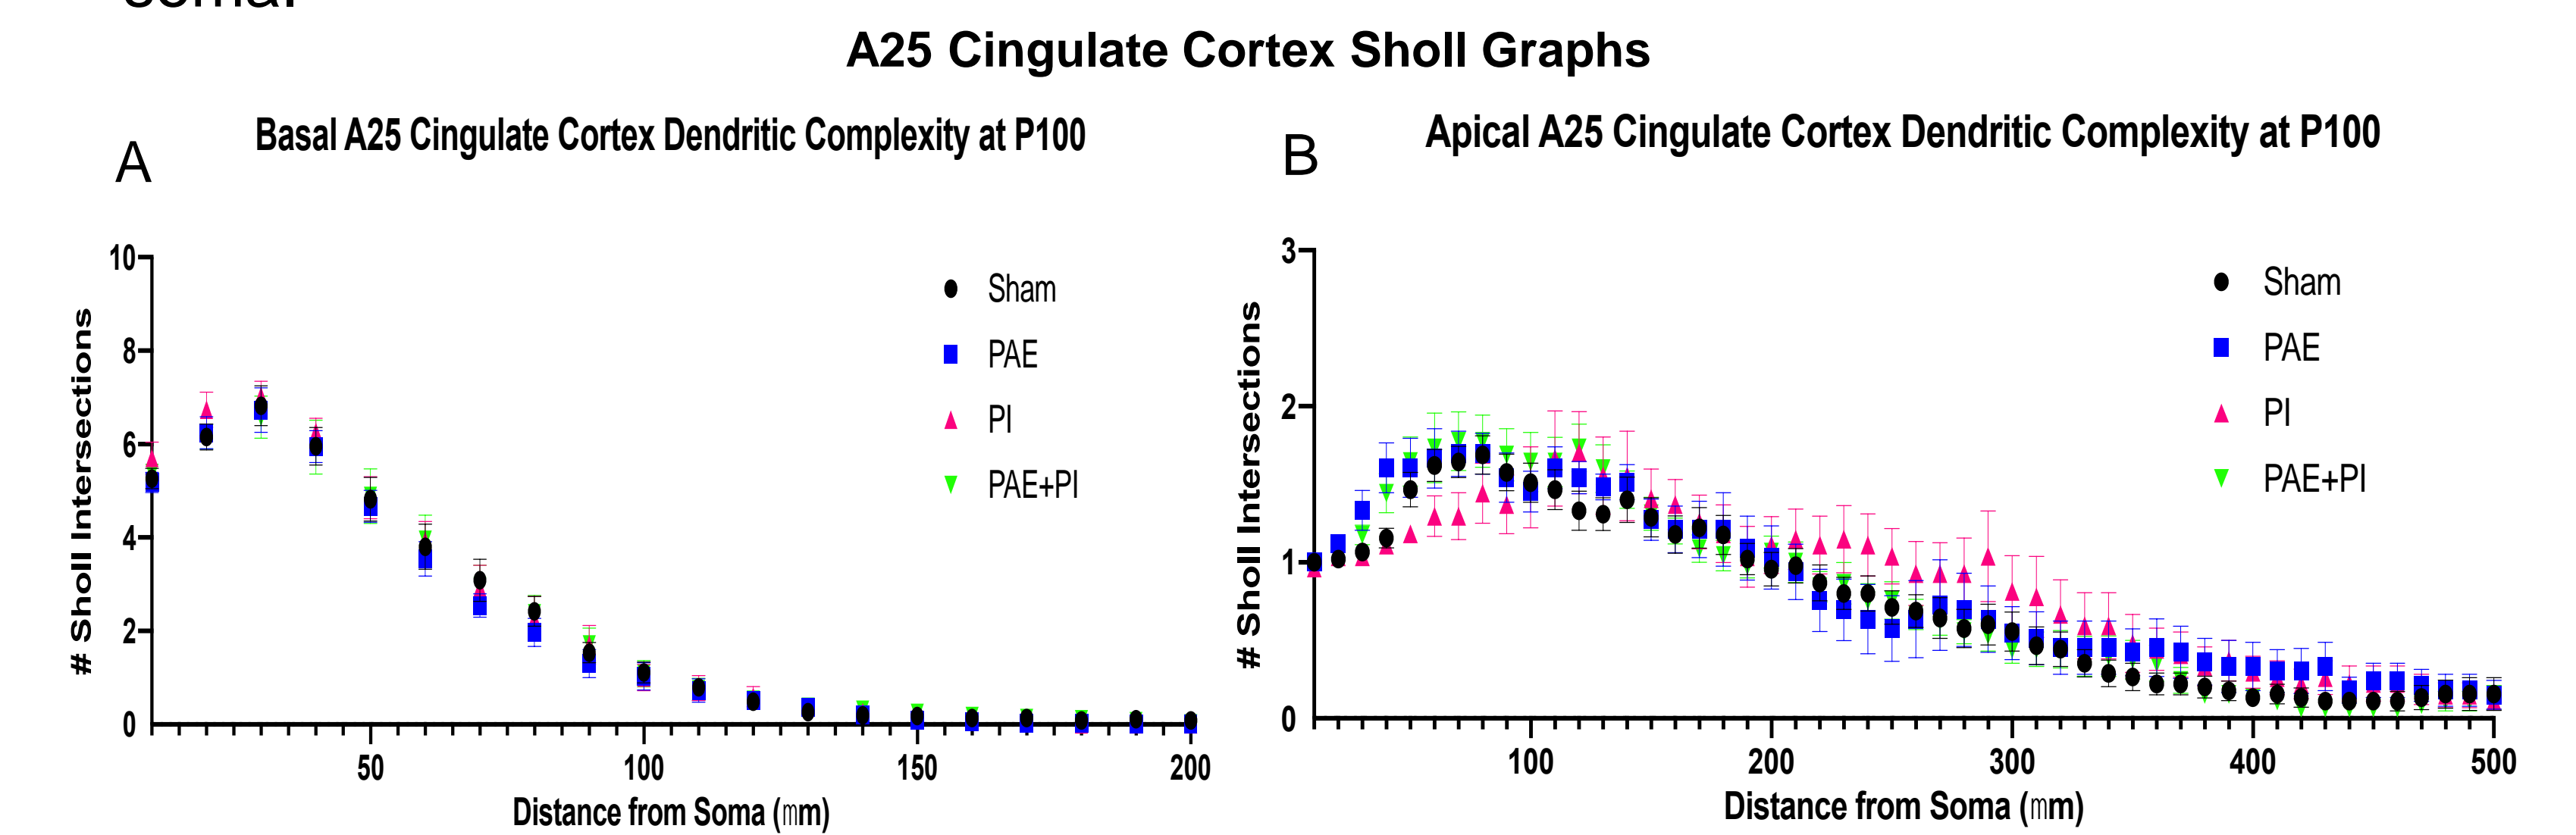 soma.
A25 Cingulate Cortex Sholl Graphs
A
Basal A25 Cingulate Cortex Dendritic Complexity at P100
# Sholl Intersections
10
8
6
4
2
0
Sham
PAE
PI
PAE+PI
50 100 150 200
Distance from Soma (mm)
B
Apical A25 Cingulate Cortex Dendritic Complexity at P100
# Sholl Intersections
3
2
1
0
Sham
PAE
PI
PAE+PI
100 200 300 400 500
Distance from Soma (mm)